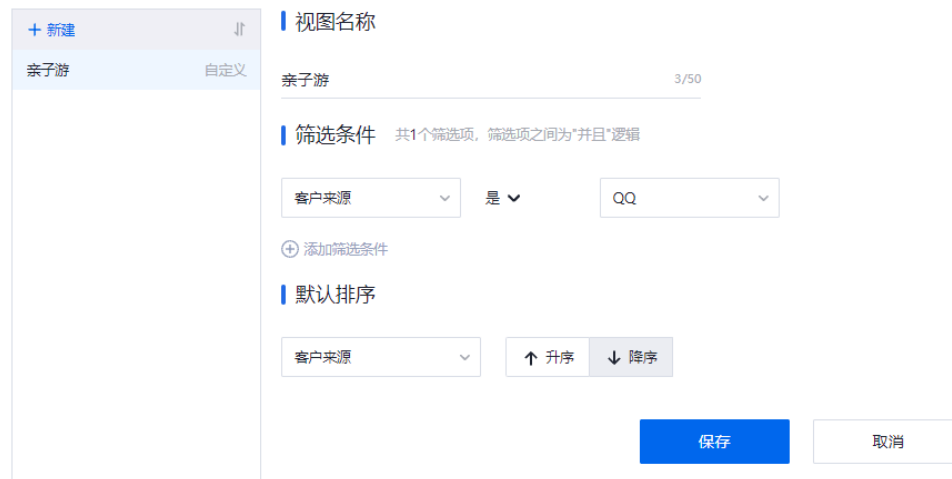 新建
亲子游 自定义
视图名称
亲子游 3/50
筛选条件 共1个筛选项，筛选项之间为"并且"逻辑
客户来源 是 QQ
添加筛选条件
默认排序
客户来源 升序 降序
保存 取消